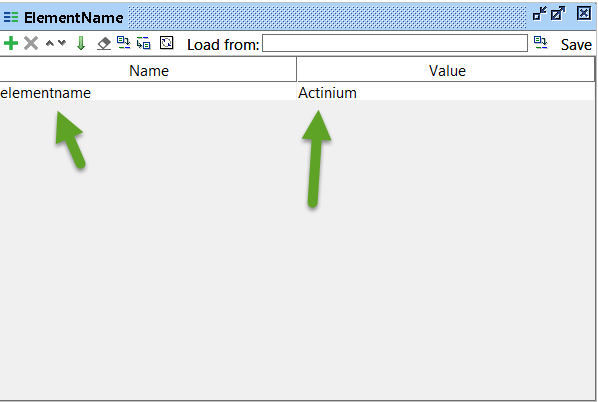 ElementName
Load from:
Save
Name Value
elementname Actinium